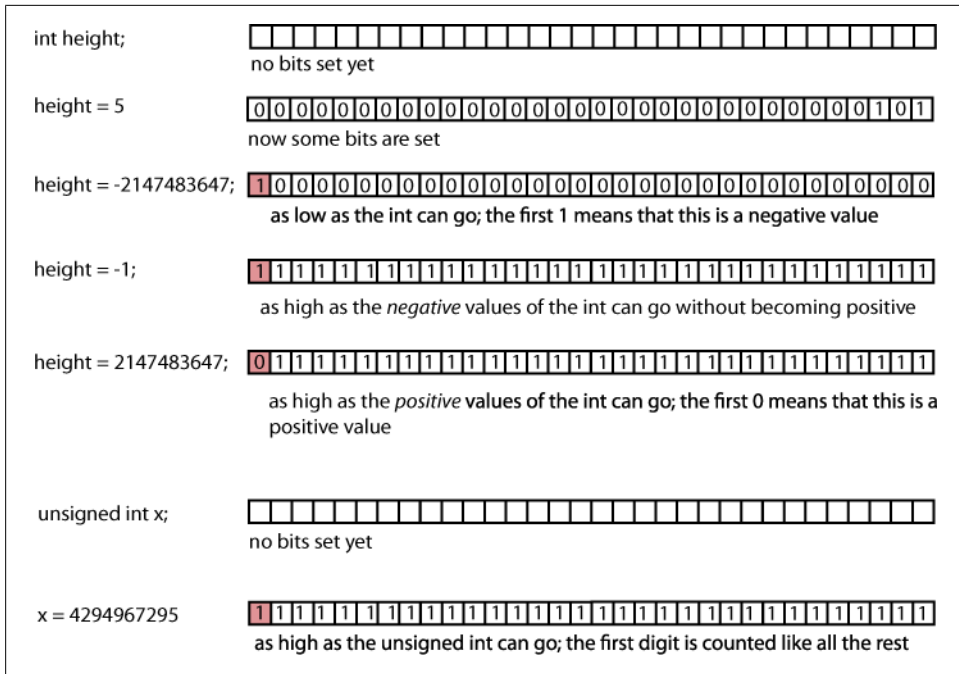 int height;
no bits set yet
height = 5 00000000000000000000000000000101
now some bits are set
height = -2147483647; 10000000000000000000000000000000
as low as the int can go; the first 1 means that this is a negative value
height = -1; 11111111111111111111111111111111
as high as the negative values of the int can go without becoming positive
height = 2147483647; 01111111111111111111111111111111
as high as the positive values of the int can go; the first 0 means that this is a
positive value
unsigned int x;
no bits set yet
x = 4294967295 11111111111111111111111111111111
as high as the unsigned int can go; the first digit is counted like all the rest